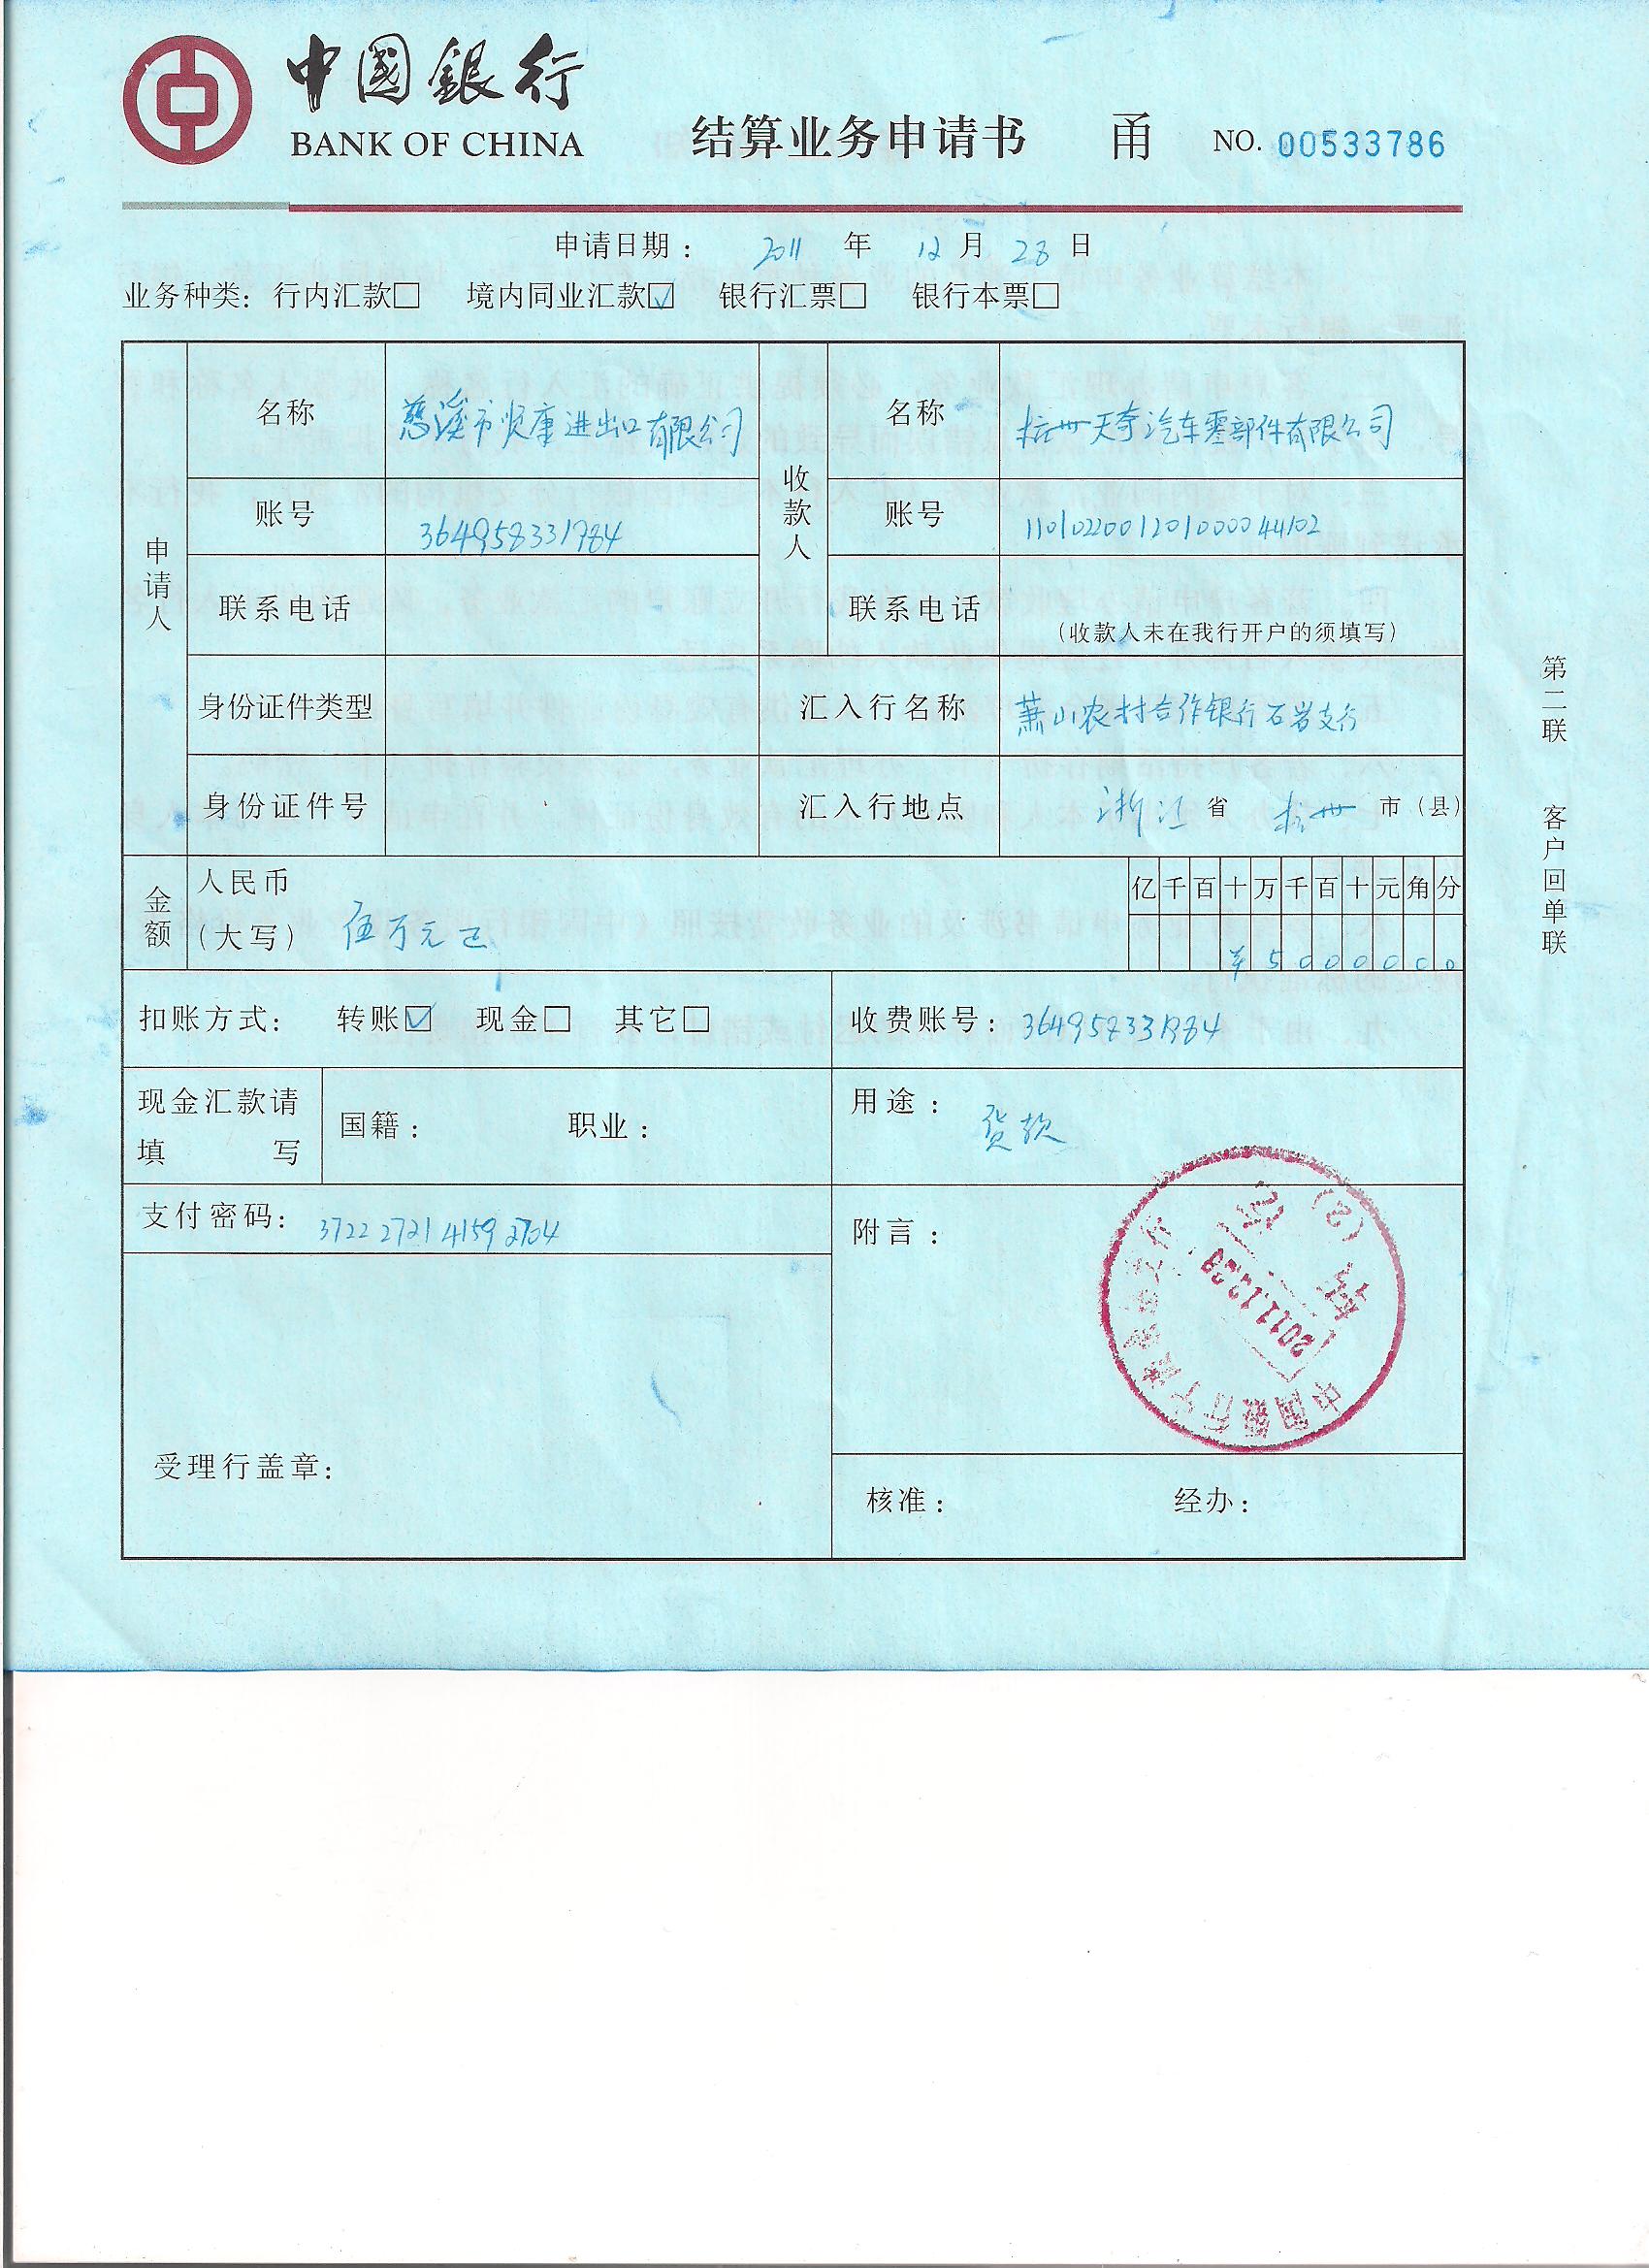 中國銀行
BANK OF CHINA
结算业务申请书 甬 NO. 00533786
申请日期： 2011 年 12 月 28 日
业务种类： 行内汇款□ 境内同业汇款☑ 银行汇票□ 银行本票□
申请人
名称 慈溪市顺康进出口有限公司
账号 364958331984
联系电话
身份证件类型
身份证件号
收款人
名称 杭州天奇汽车零部件有限公司
账号 1101022001201000044102
联系电话
（收款人未在我行开户的须填写）
汇入行名称 萧山农村合作银行石岩支行
汇入行地点 浙江 省 杭州 市（县）
金额
人民币
（大写） 伍万元正
亿 千 百 十 万 千 百 十 元 角 分
¥ 5 0 0 0 0 0 0
扣账方式： 转账☑ 现金□ 其它□
收费账号： 364958331984
现金汇款请
填 写
国籍： 职业：
用途： 货款
支付密码： 3722 2721 4159 2704
附言：
中国银行宁波
2011.12.28
(2)
受理行盖章：
核准： 经办：
第二联 客户回单联